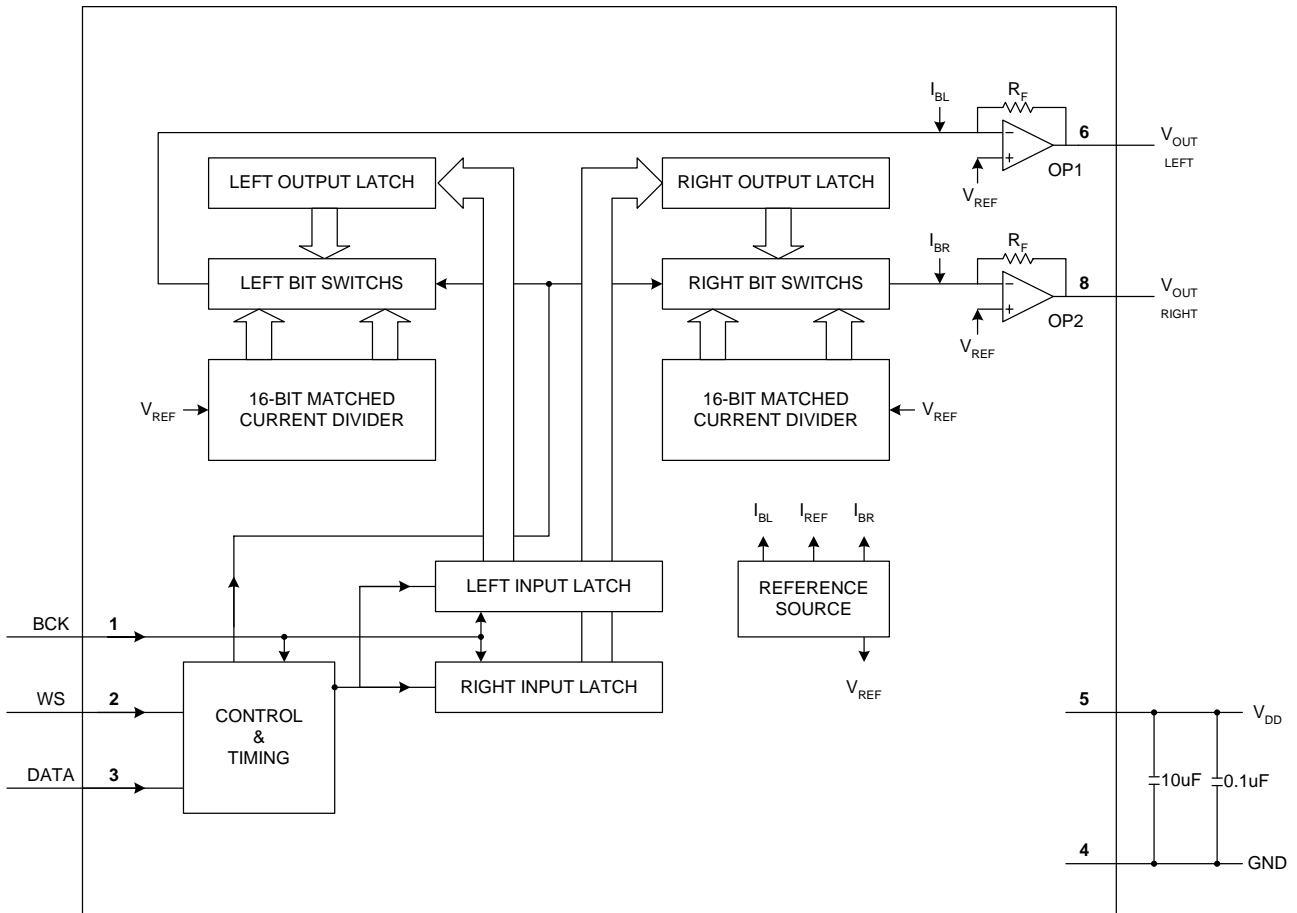 I_BL
R_F
6
V_OUT
LEFT
OP1
V_REF
LEFT OUTPUT LATCH
RIGHT OUTPUT LATCH
I_BR
R_F
8
V_OUT
RIGHT
OP2
V_REF
LEFT BIT SWITCHS
RIGHT BIT SWITCHS
V_REF
16-BIT MATCHED
CURRENT DIVIDER
16-BIT MATCHED
CURRENT DIVIDER
V_REF
I_BL
I_REF
I_BR
LEFT INPUT LATCH
REFERENCE
SOURCE
BCK
1
RIGHT INPUT LATCH
V_REF
WS
2
CONTROL
&
TIMING
DATA
3
5
V_DD
10uF
0.1uF
4
GND